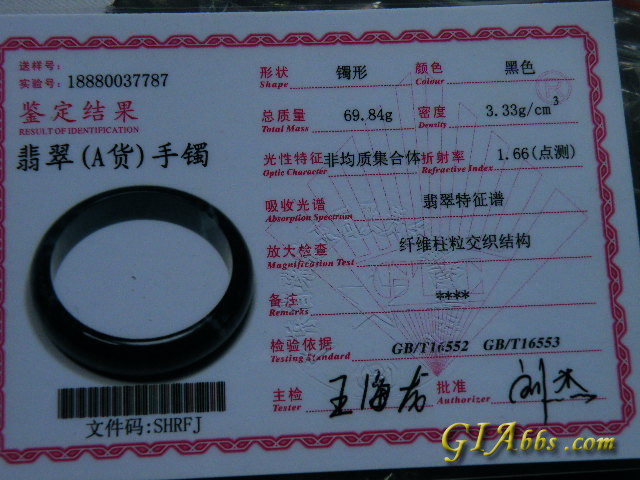 送样号:
实验号: 18880037787
鉴定结果
RESULT OF IDENTIFICATION
翡翠(A货)手镯
文件码:SHRFJ
形状 镯形 颜色 黑色
Shape Colour
总质量 69.84g 密度 3.33g/cm³
Total Mass Density
光性特征 非均质集合体 折射率 1.66(点测)
Optic Character Refractive Index
吸收光谱 翡翠特征谱
Absorption Spectrum
放大检查 纤维柱粒交织结构
Magnification Test
备注 ****
Remarks
检验依据 GB/T16552 GB/T16553
Testing Standard
主检 王海龙 批准 刘杰
Tester Authorizer
GIAbbs.com